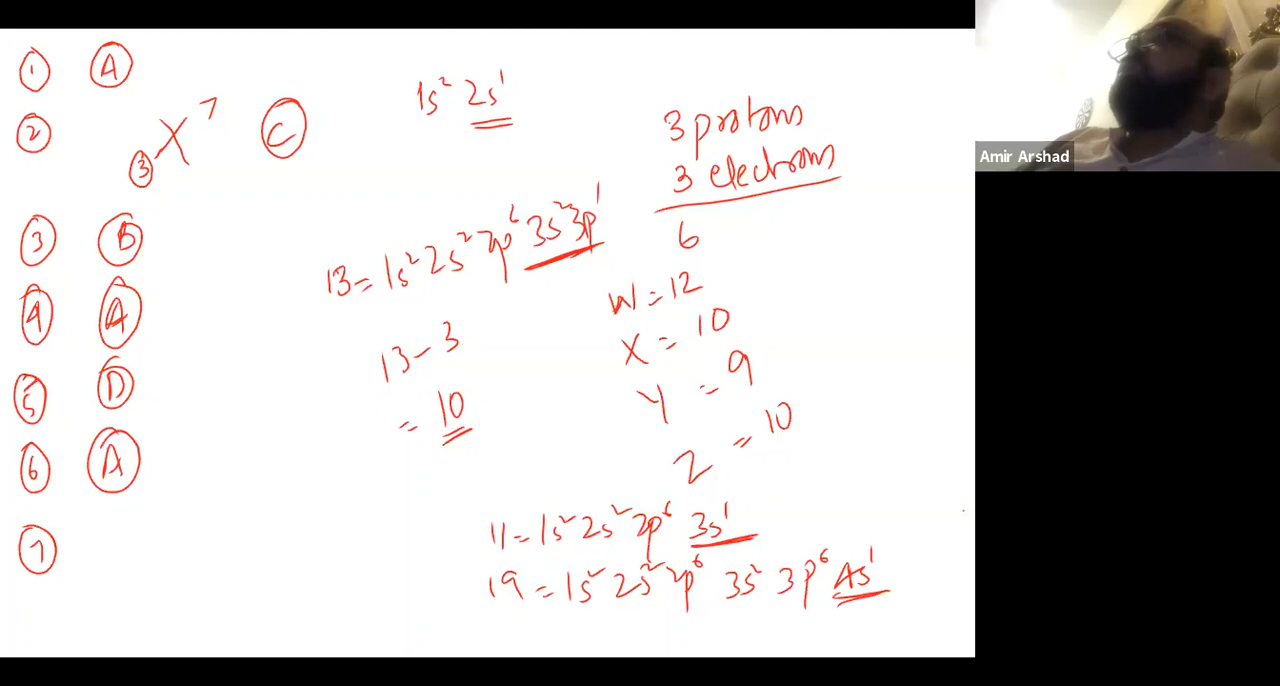 ① Ⓐ
② ③X⁷ Ⓒ
1s² 2s¹
3 protons
3 electrons
6
③ Ⓑ
13 = 1s² 2s² 2p⁶ 3s² 3p¹
④ Ⓐ
13 - 3
= 10
W = 12
X = 10
Y = 9
Z = 10
⑤ Ⓓ
⑥ Ⓐ
⑦
11 = 1s² 2s² 2p⁶ 3s¹
19 = 1s² 2s² 2p⁶ 3s² 3p⁶ 4s¹
Amir Arshad